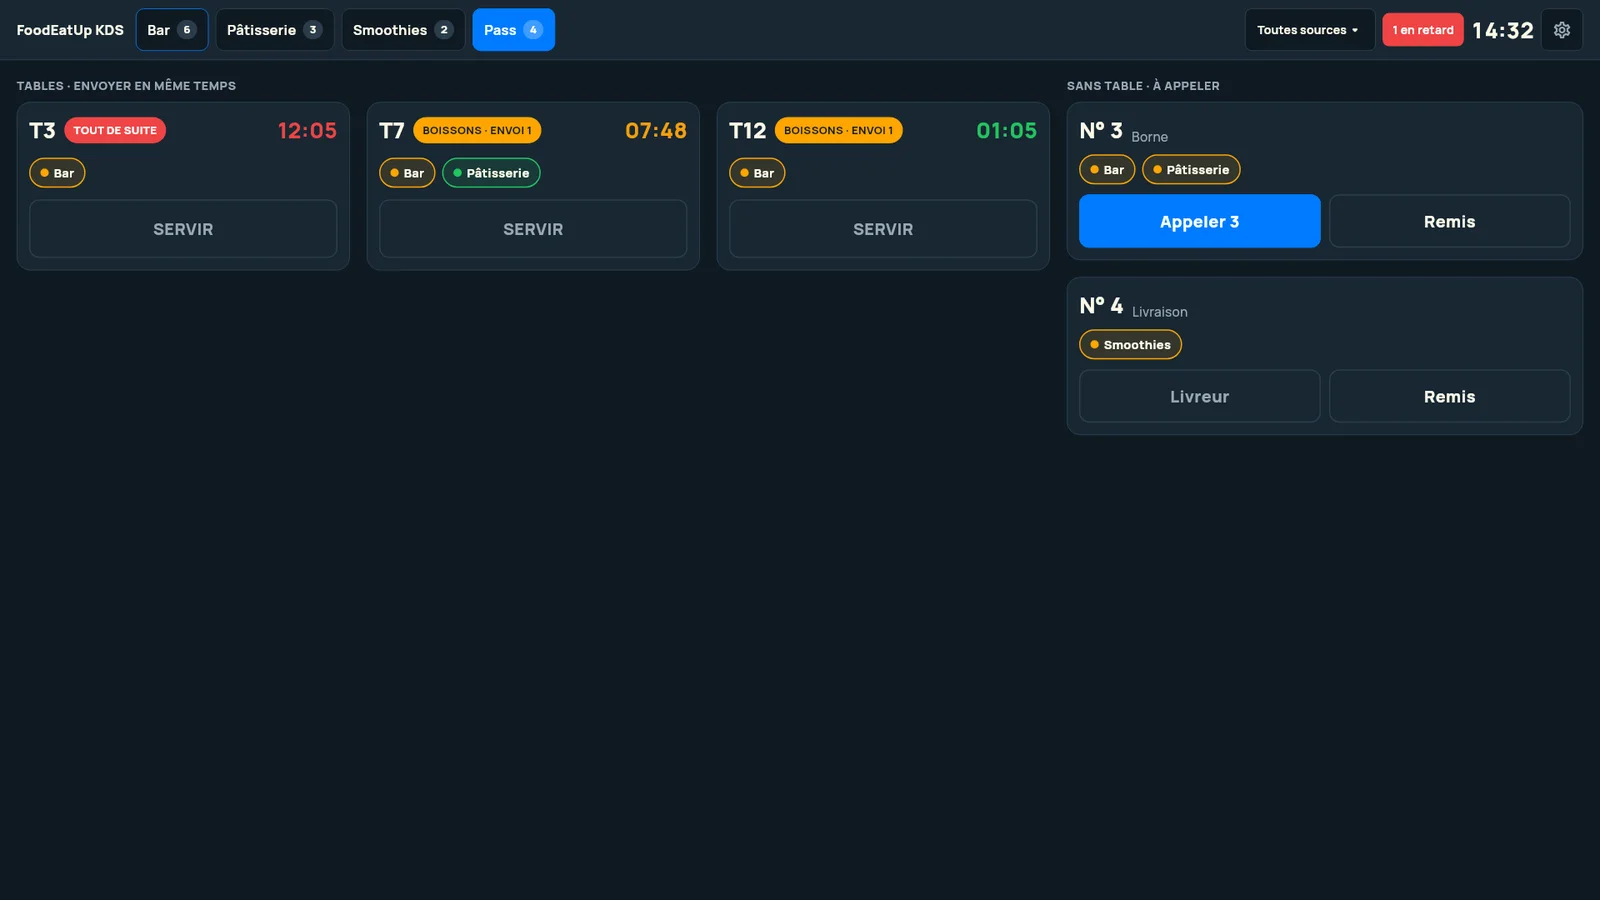 FoodEatUp KDS
Bar 6
Pâtisserie 3
Smoothies 2
Pass 4
Toutes sources
1 en retard
14:32
TABLES · ENVOYER EN MÊME TEMPS
T3 TOUT DE SUITE 12:05
Bar
SERVIR
T7 BOISSONS · ENVOI 1 07:48
Bar Pâtisserie
SERVIR
T12 BOISSONS · ENVOI 1 01:05
Bar
SERVIR
SANS TABLE · À APPELER
N° 3 Borne
Bar Pâtisserie
Appeler 3 Remis
N° 4 Livraison
Smoothies
Livreur Remis